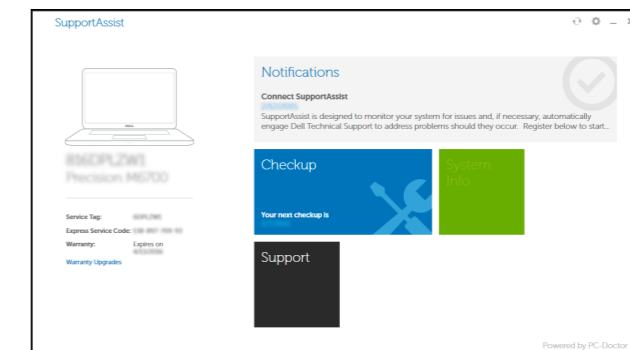 SupportAssist
Notifications
Connect SupportAssist
SupportAssist is designed to monitor your system for issues and, if necessary, automatically
engage Dell Technical Support to address problems should they occur. Register below to start...
Precision M6700
Checkup
System
Info
Your next checkup is
Service Tag:
Express Service Code:
Warranty: Expires on
Warranty Upgrades
Support
Powered by PC-Doctor